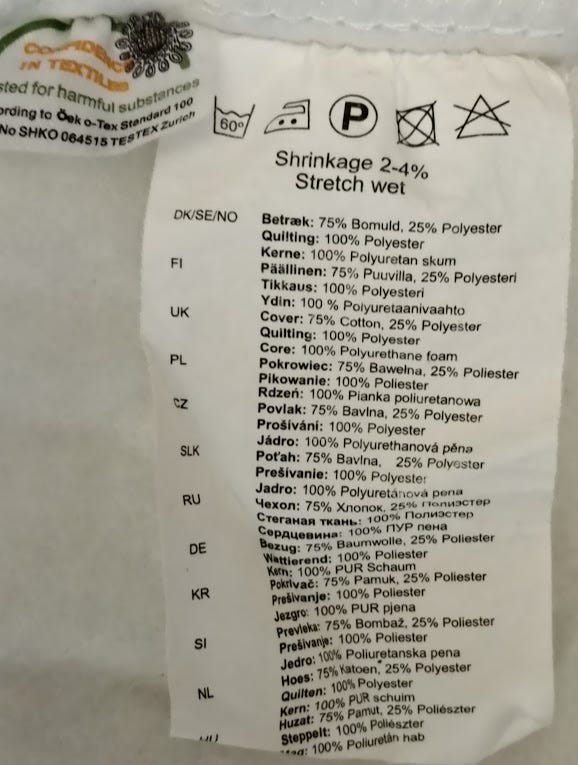 CONFIDENCE
IN TEXTILES
sted for harmful substances
ording to Öeko-Tex Standard 100
No SHKO 064515 TESTEX Zurich
60°
P
Shrinkage 2-4%
Stretch wet
DK/SE/NO Betræk: 75% Bomuld, 25% Polyester
Quilting: 100% Polyester
Kerne: 100% Polyuretan skum
FI Päällinen: 75% Puuvilla, 25% Polyesteri
Tikkaus: 100% Polyesteri
Ydin: 100 % Polyuretaanivaahto
UK Cover: 75% Cotton, 25% Polyester
Quilting: 100% Polyester
Core: 100% Polyurethane foam
PL Pokrowiec: 75% Bawełna, 25% Poliester
Pikowanie: 100% Poliester
Rdzeń: 100% Pianka poliuretanowa
CZ Povlak: 75% Bavlna, 25% Polyester
Prošívání: 100% Polyester
Jádro: 100% Polyurethanová pěna
SLK Poťah: 75% Bavlna, 25% Polyester
Prešívanie: 100% Polyester
Jadro: 100% Polyuretánová pena
RU Чехол: 75% Хлопок, 25% Полиэстер
Стеганая ткань: 100% Полиэстер
Сердцевина: 100% ПУР пена
DE Bezug: 75% Baumwolle, 25% Poliester
Wattierend: 100% Poliester
Kern: 100% PUR Schaum
KR Pokrivač: 75% Pamuk, 25% Poliester
Prešivanje: 100% Poliester
Jezgro: 100% PUR pjena
SI Prevleka: 75% Bombaž, 25% Poliester
Prešivanje: 100% Poliester
Jedro: 100% Poliuretanska pena
NL Hoes: 75% Katoen, 25% Polyester
Quilten: 100% Polyester
Kern: 100% PUR schuim
HU Huzat: 75% Pamut, 25% Poliészter
Steppelt: 100% Poliészter
Mag: 100% Poliuretán hab